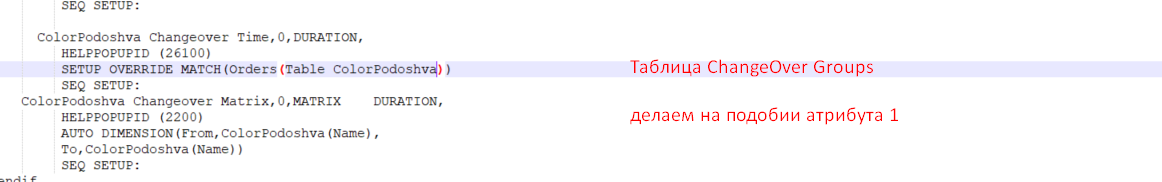 SEQ SETUP:
ColorPodoshva Changeover Time,0,DURATION,
HELPPOPUPID (26100)
SETUP OVERRIDE MATCH(Orders(Table ColorPodoshva))
Таблица ChangeOver Groups
SEQ SETUP:
ColorPodoshva Changeover Matrix,0,MATRIX    DURATION,
HELPPOPUPID (2200)
делаем на подобии атрибута 1
AUTO DIMENSION(From,ColorPodoshva(Name),
To,ColorPodoshva(Name))
SEQ SETUP:
endif